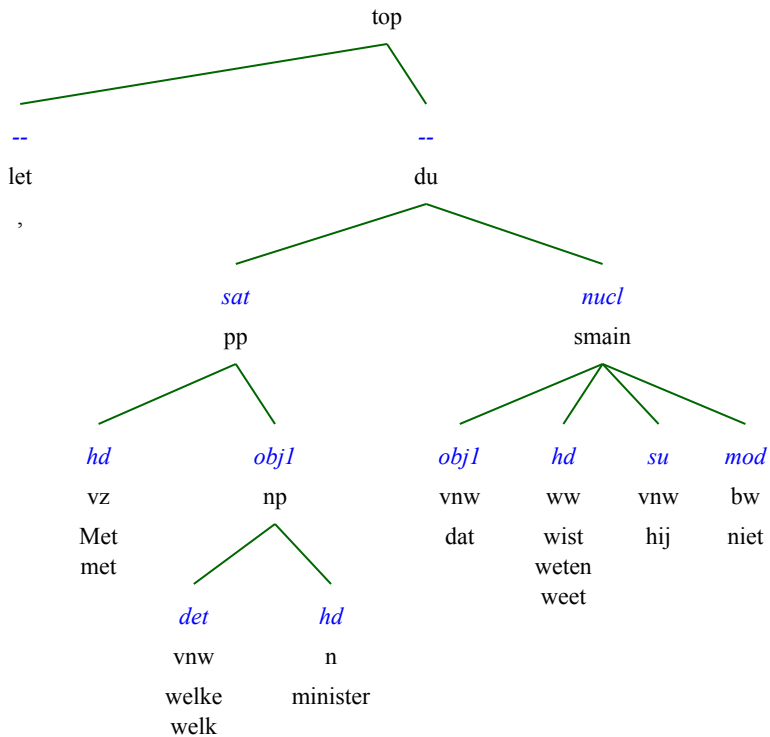 top
-- --
let du
,
sat nucl
pp smain
hd obj1 obj1 hd su mod
vz np vnw ww vnw bw
Met dat wist hij niet
met weten
weet
det hd
vnw n
welke minister
welk